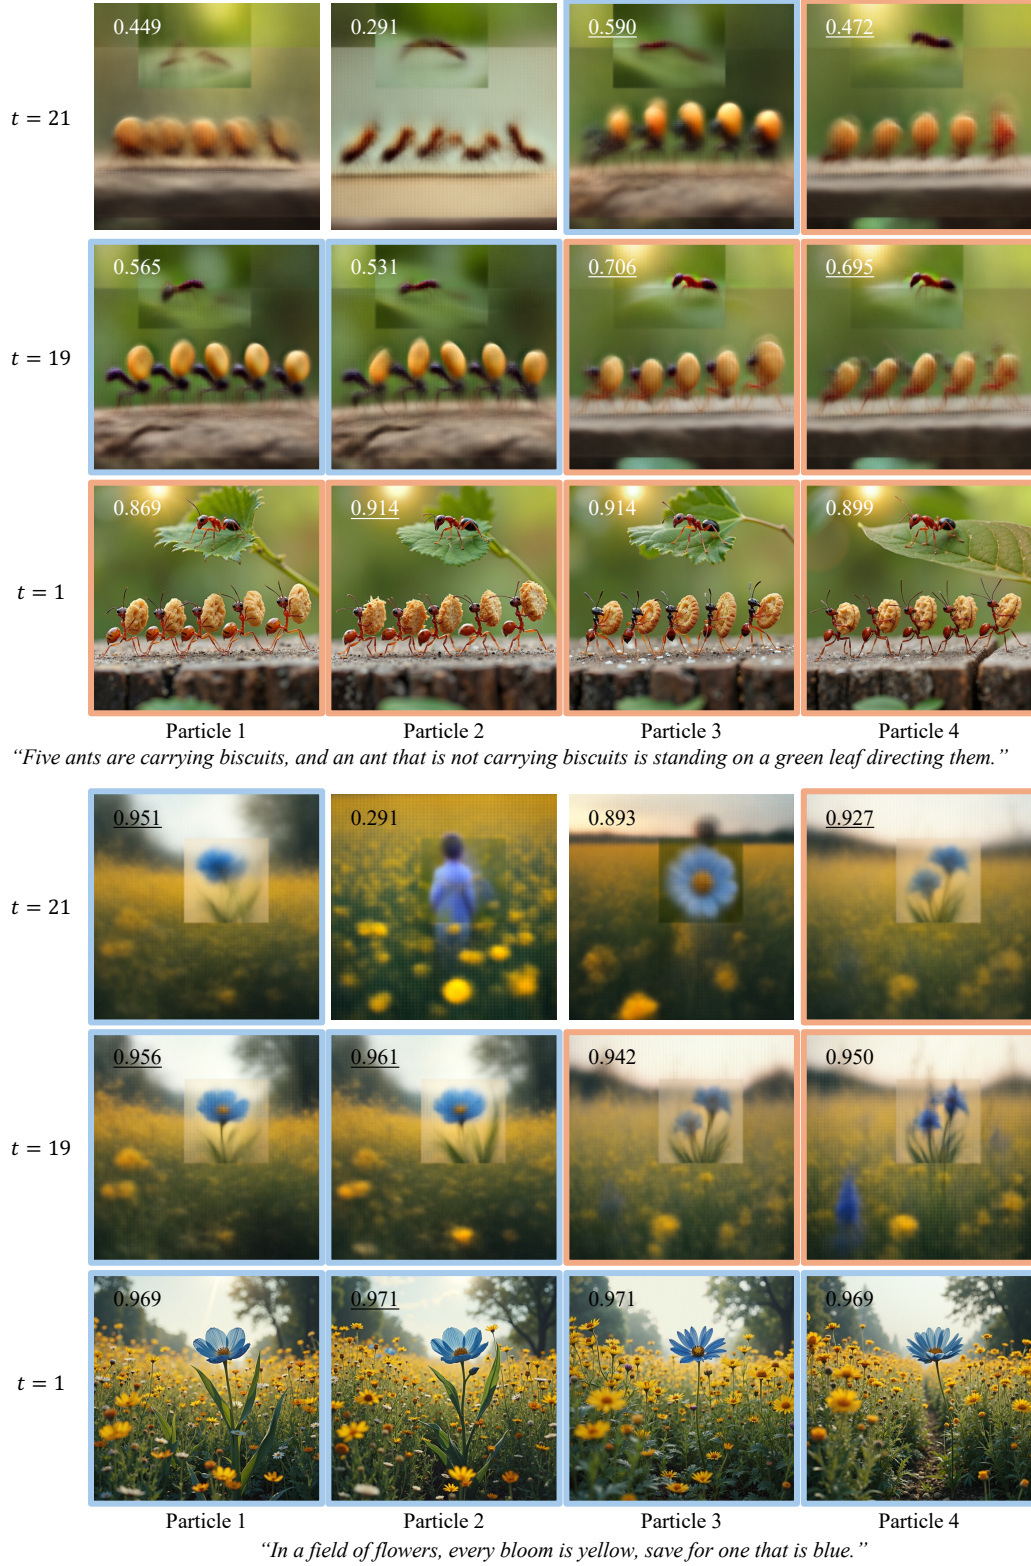 0.449 0.291 0.590 0.472
t = 21
0.565 0.531 0.706 0.695
t = 19
0.869 0.914 0.914 0.899
t = 1
Particle 1 Particle 2 Particle 3 Particle 4
“Five ants are carrying biscuits, and an ant that is not carrying biscuits is standing on a green leaf directing them.”
0.951 0.291 0.893 0.927
t = 21
0.956 0.961 0.942 0.950
t = 19
0.969 0.971 0.971 0.969
t = 1
Particle 1 Particle 2 Particle 3 Particle 4
“In a field of flowers, every bloom is yellow, save for one that is blue.”